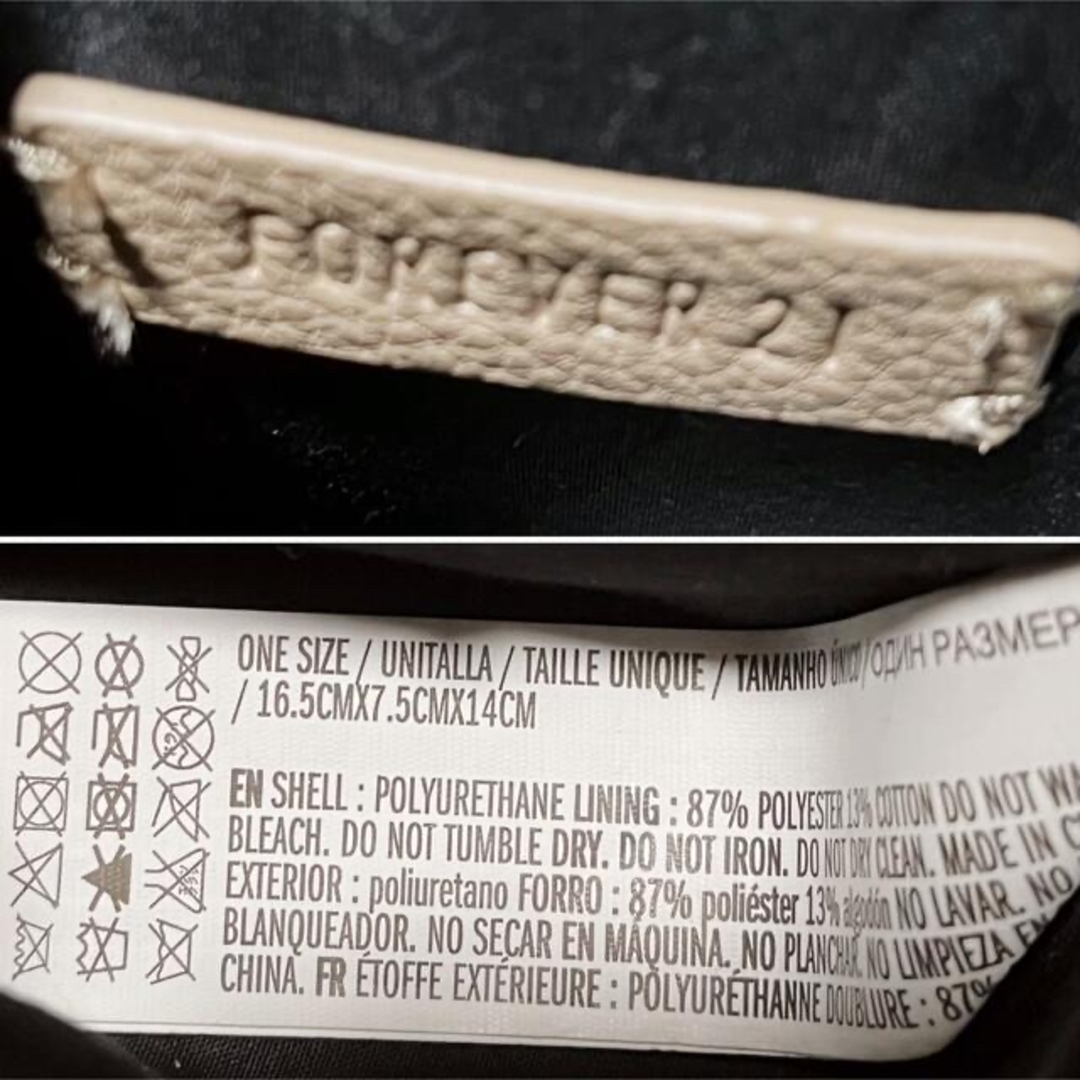 FOREVER 21
ONE SIZE / UNITALLA / TAILLE UNIQUE / TAMANHO ÚNICO/ОДИН РАЗМЕР
/ 16.5CMX7.5CMX14CM
EN SHELL : POLYURETHANE LINING : 87% POLYESTER 13% COTTON DO NOT
BLEACH. DO NOT TUMBLE DRY. DO NOT IRON. DO NOT DRY CLEAN. MADE IN
EXTERIOR : poliuretano FORRO : 87% poliéster 13% algodón NO LAVAR. NO
BLANQUEADOR. NO SECAR EN MÁQUINA. NO PLANCHAR. NO LIMPIEZA EN
CHINA. FR ÉTOFFE EXTÉRIEURE : POLYURÉTHANNE DOUBLURE : 87%